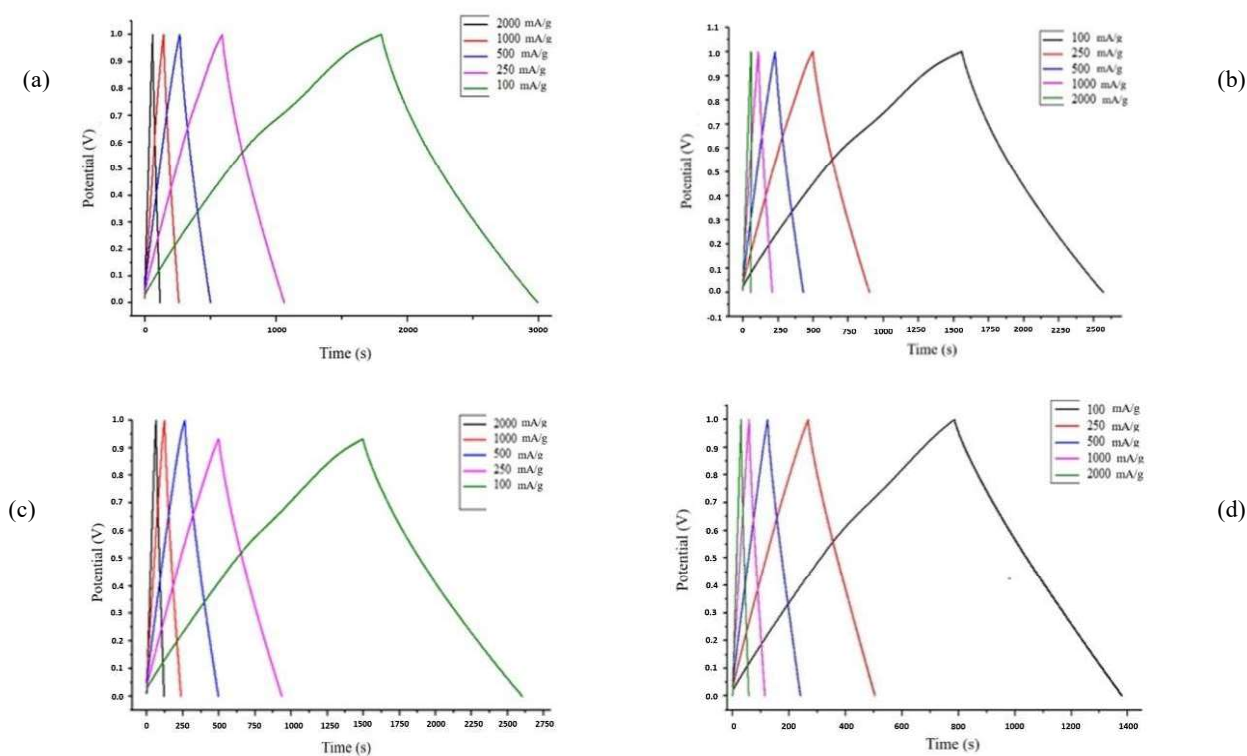 (a)
2000 mA/g
1000 mA/g
500 mA/g
250 mA/g
100 mA/g
1.0
0.9
0.8
0.7
0.6
0.5
0.4
0.3
0.2
0.1
0.0
Potential (V)
0
1000
2000
3000
Time (s)
(b)
100 mA/g
250 mA/g
500 mA/g
1000 mA/g
2000 mA/g
1.1
1.0
0.9
0.8
0.7
0.6
0.5
0.4
0.3
0.2
0.1
0.0
-0.1
Potential (V)
0
250
500
750
1000
1250
1500
1750
2000
2250
2500
Time (s)
(c)
2000 mA/g
1000 mA/g
500 mA/g
250 mA/g
100 mA/g
1.0
0.9
0.8
0.7
0.6
0.5
0.4
0.3
0.2
0.1
0.0
Potential (V)
0
250
500
750
1000
1250
1500
1750
2000
2250
2500
2750
Time (s)
(d)
100 mA/g
250 mA/g
500 mA/g
1000 mA/g
2000 mA/g
1.0
0.9
0.8
0.7
0.6
0.5
0.4
0.3
0.2
0.1
0.0
Potential (V)
0
200
400
600
800
1000
1200
1400
Time (s)